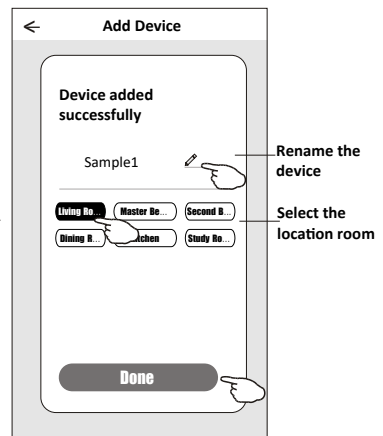 Add Device
Device added
successfully
Sample1
Rename the
device
Living Ro...
Master Be...
Second B...
Select the
location room
Dining R...
tchen
Study Ro...
Done